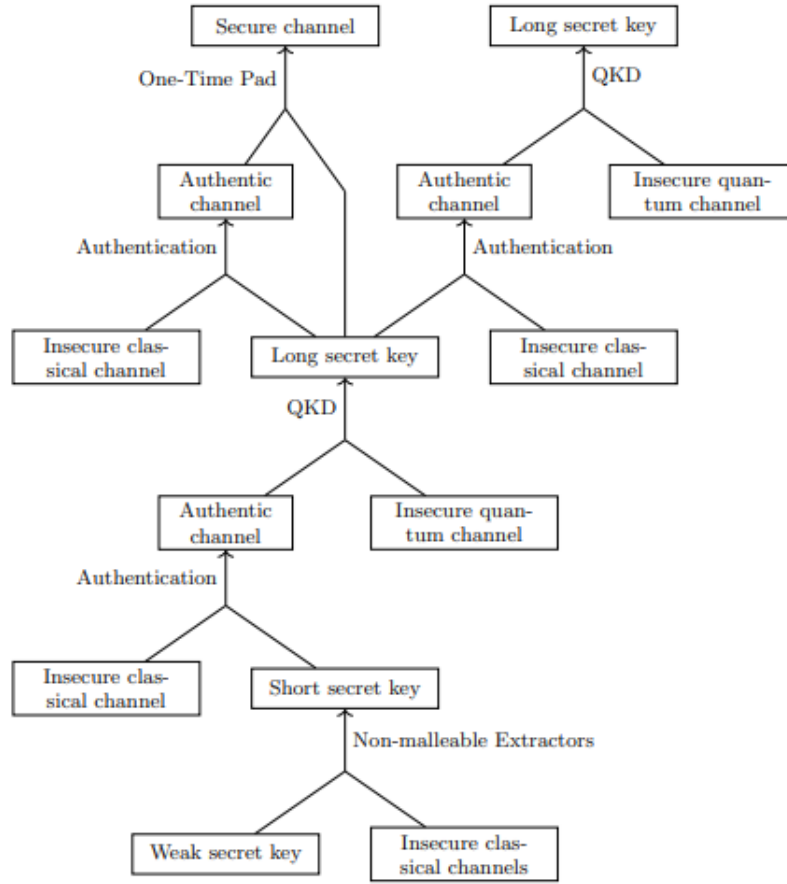 Secure channel
Long secret key
One-Time Pad
QKD
Authentic
channel
Authentic
channel
Insecure quan-
tum channel
Authentication
Authentication
Insecure clas-
sical channel
Long secret key
Insecure clas-
sical channel
QKD
Authentic
channel
Insecure quan-
tum channel
Authentication
Insecure clas-
sical channel
Short secret key
Non-malleable Extractors
Weak secret key
Insecure clas-
sical channels